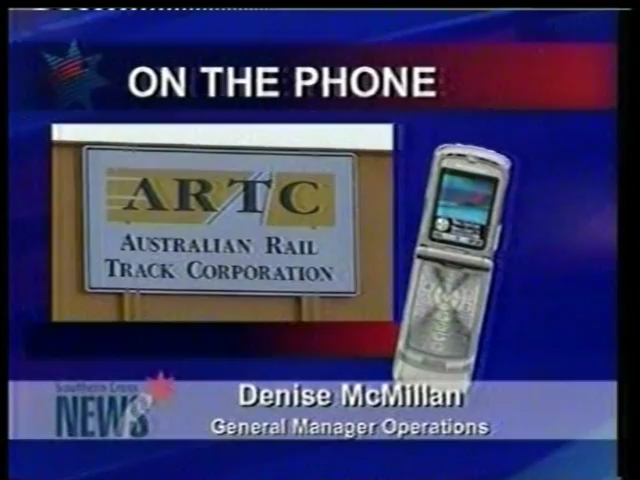 ON THE PHONE
ARTC
AUSTRALIAN RAIL
TRACK CORPORATION
Southern Cross
NEWS
Denise McMillan
General Manager Operations